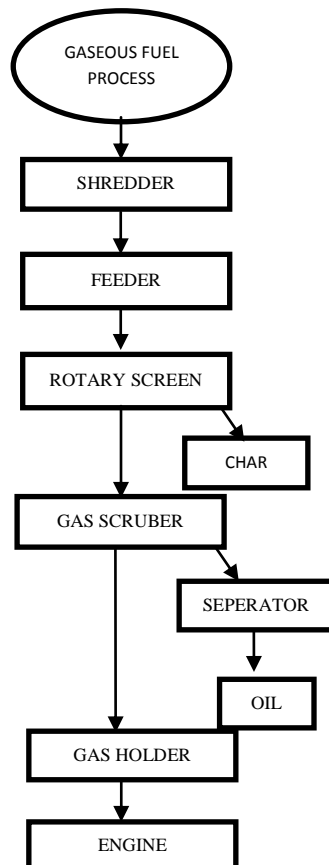 GASEOUS FUEL
PROCESS
SHREDDER
FEEDER
ROTARY SCREEN
CHAR
GAS SCRUBER
SEPERATOR
OIL
GAS HOLDER
ENGINE